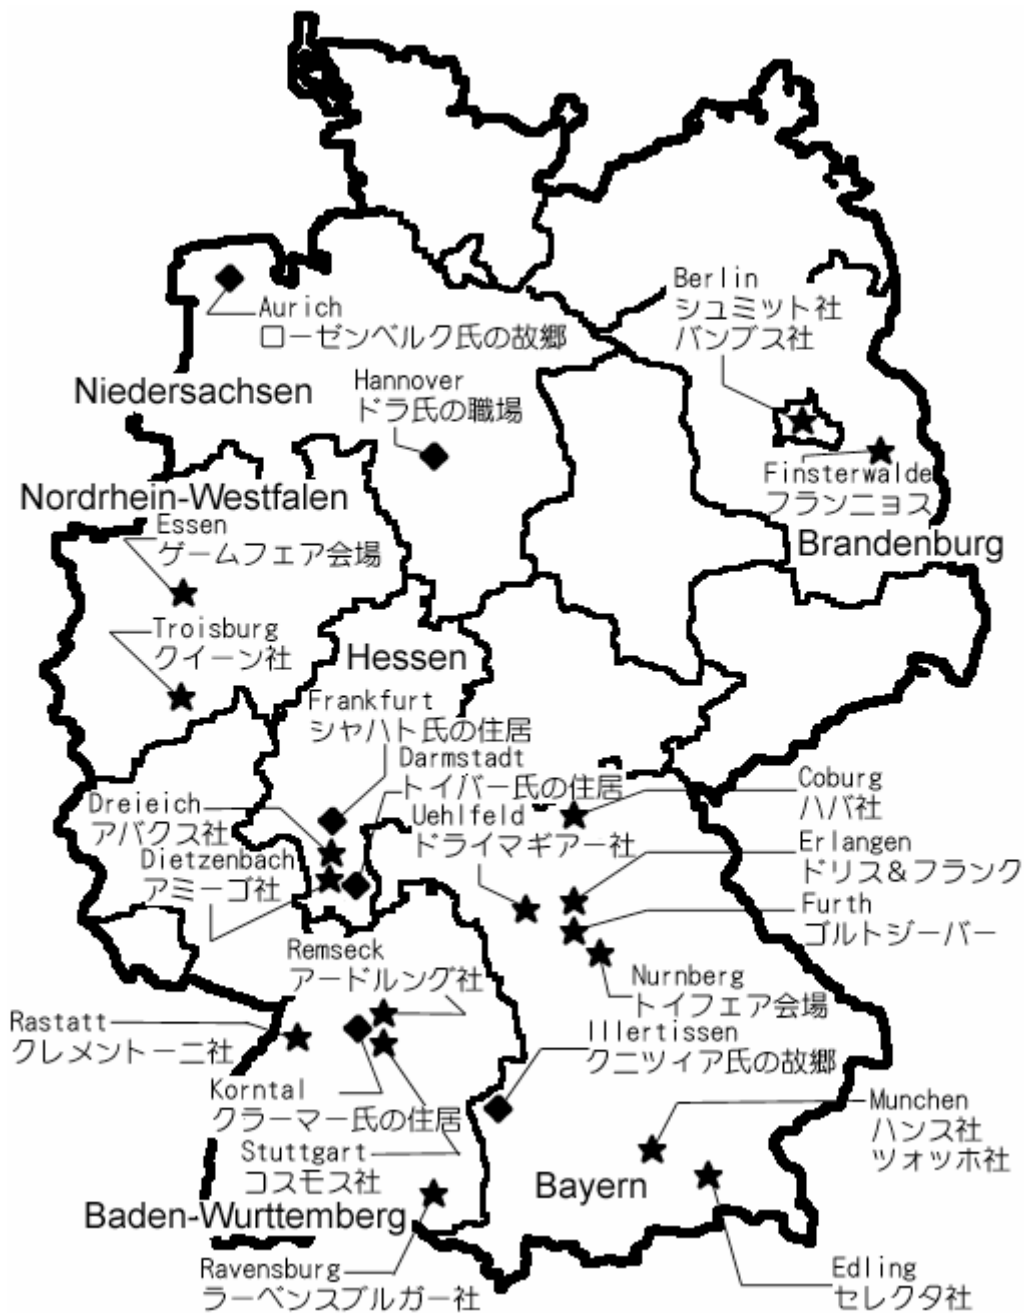 Berlin
シュミット社
バンブス社
Aurich
ローゼンベルク氏の故郷
Niedersachsen
Hannover
ドラ氏の職場
Finsterwalde
フランニョス
Nordrhein-Westfalen
Essen
ゲームフェア会場
Brandenburg
Troisburg
クイーン社
Hessen
Frankfurt
シャハト氏の住居
Darmstadt
トイバー氏の住居
Coburg
ハバ社
Dreieich
アバクス社
Uehlfeld
ドライマギアー社
Erlangen
ドリス&フランク
Dietzenbach
アミーゴ社
Furth
ゴルトジーバー
Remseck
アードルング社
Nurnberg
トイフェア会場
Rastatt
クレメントーニ社
Illertissen
クニツィア氏の故郷
Korntal
クラーマー氏の住居
Munchen
ハンス社
ツォッホ社
Stuttgart
コスモス社
Bayern
Baden-Wurttemberg
Ravensburg
ラーベンスブルガー社
Edling
セレクタ社